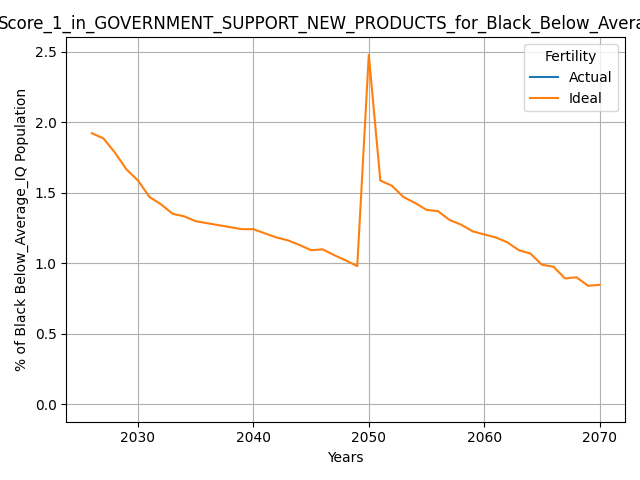 Score_1_in_GOVERNMENT_SUPPORT_NEW_PRODUCTS_for_Black_Below_Avera
Fertility
Actual
Ideal
% of Black Below_Average_IQ Population
2.5
2.0
1.5
1.0
0.5
0.0
2030 2040 2050 2060 2070
Years